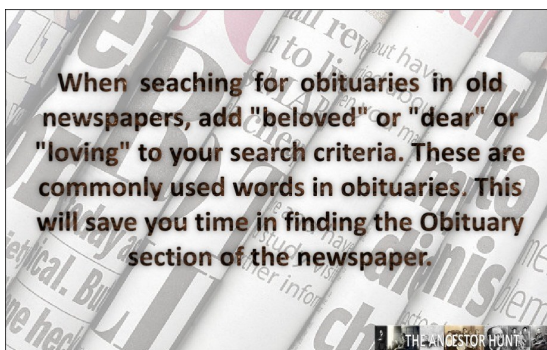 When seaching for obituaries in old
newspapers, add "beloved" or "dear" or
"loving" to your search criteria. These are
commonly used words in obituaries. This
will save you time in finding the Obituary
section of the newspaper.
THE ANCESTOR HUNT